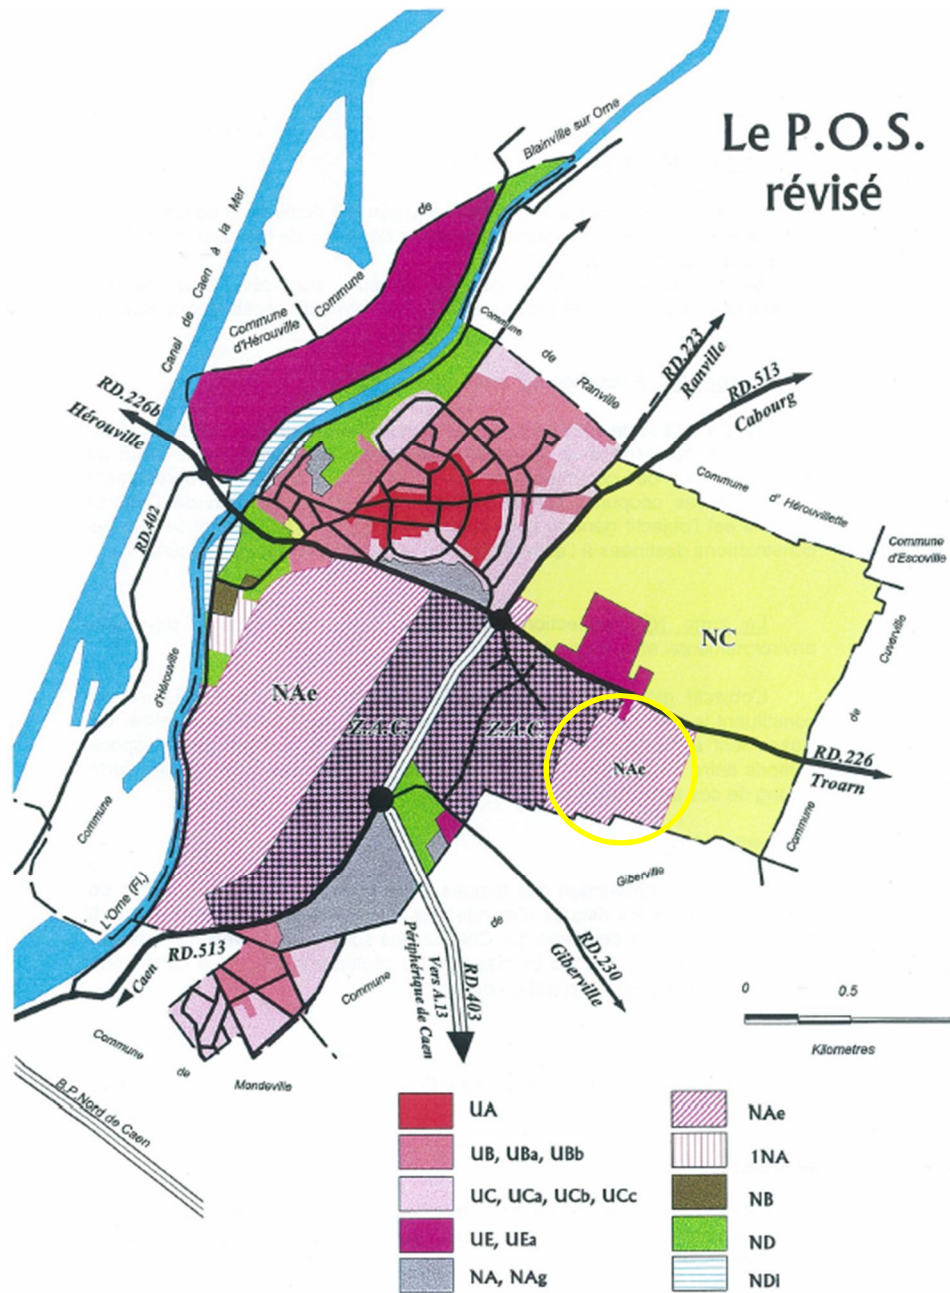 Le P.O.S.
révisé
Blainville sur Orne
de
Commune
Canal de Caen à la Mer
Commune
d'Hérouville
Commune
de
Ranville
RD.223
Ranville
RD.513
Cabourg
RD.226b
Hérouville
RD.402
Commune d' Hérouvillette
Commune
d'Escoville
Cuverville
de
Commune
NC
NAe
Z.A.C.
Z.A.C.
NAe
RD.226
Troarn
d'Hérouville
Commune
L'Orne (Fl.)
Giberville
de
Commune
RD.513
Caen
RD.230
Giberville
RD.403
Vers A.13
Périphérique de Caen
Commune
de
Mondeville
B.P.Nord de Caen
0 0.5
Kilometres
UA
UB, UBa, UBb
UC, UCa, UCb, UCc
UE, UEa
NA, NAg
NAe
1NA
NB
ND
NDi